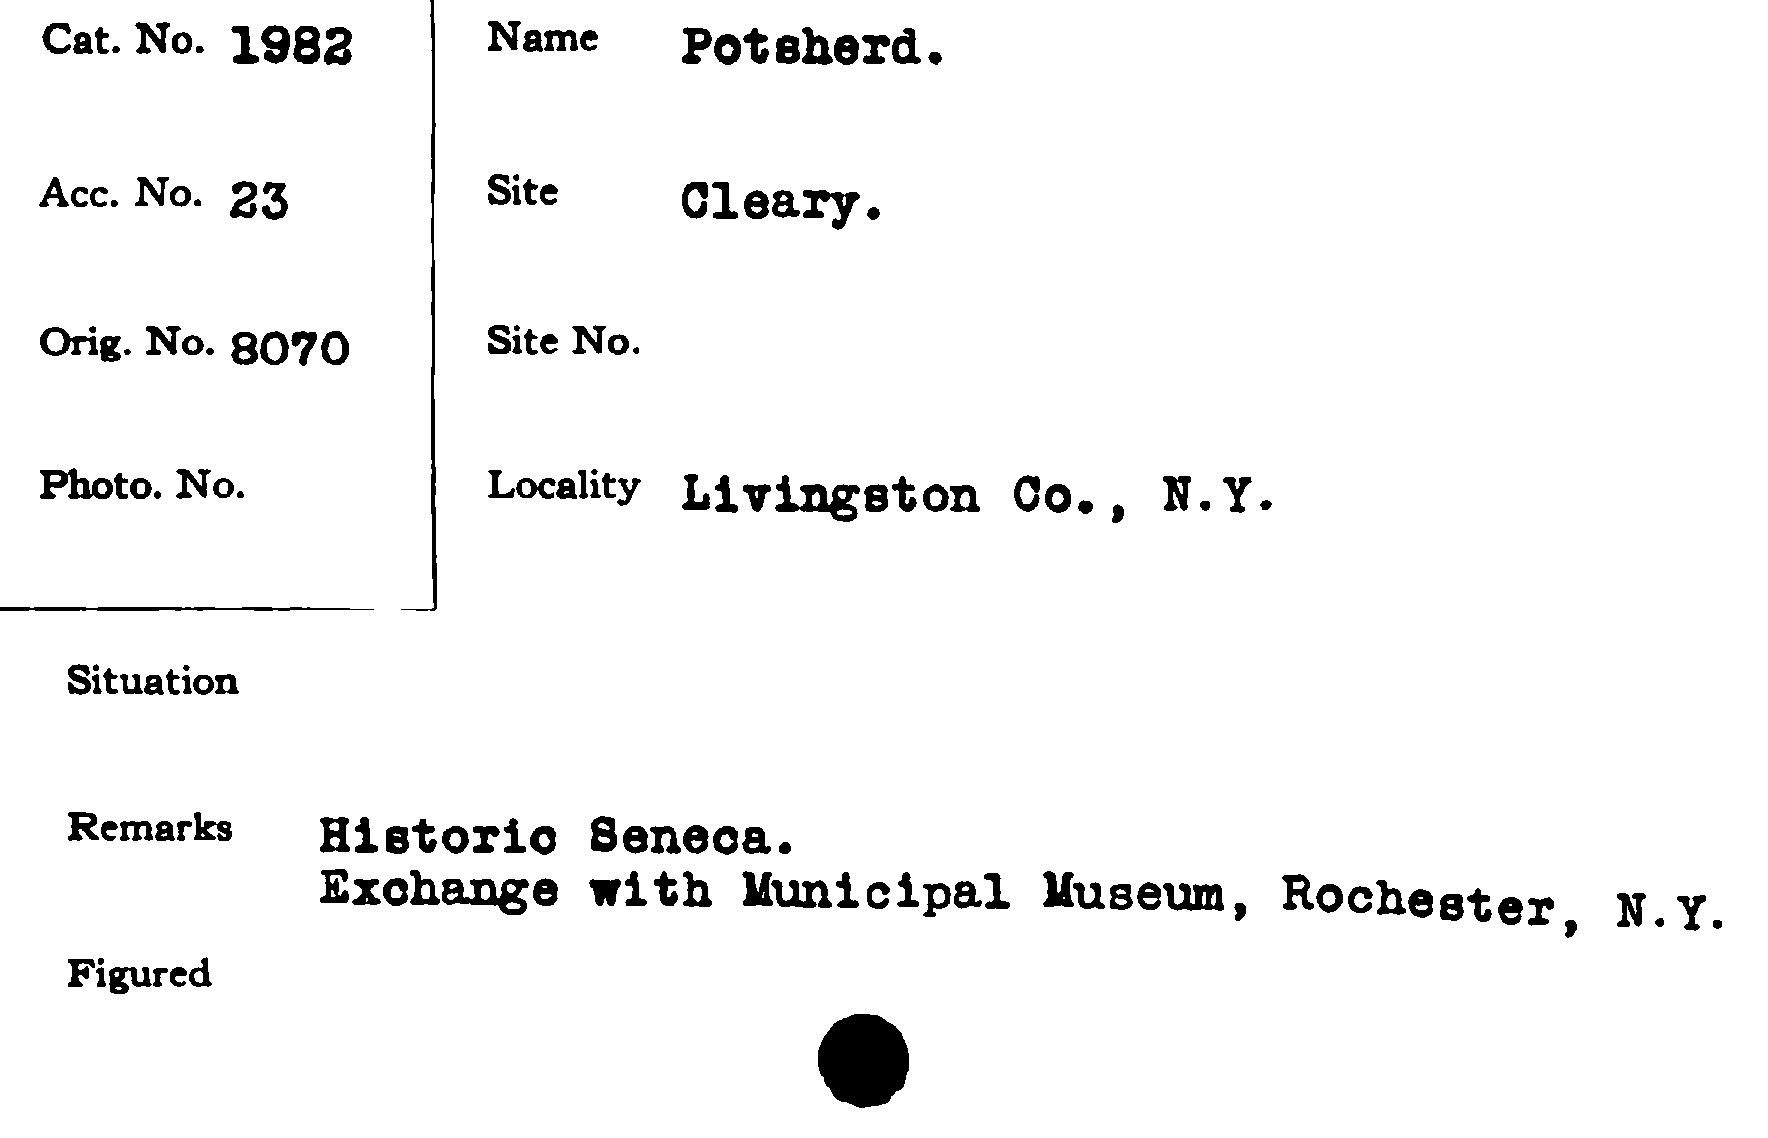 Cat. No. 1982
Name Potsherd.
Acc. No. 23
Site Cleary.
Orig. No. 8070
Site No.
Photo. No.
Locality Livingston Co., N.Y.
Situation
Remarks Historic Seneca.
Exchange with Municipal Museum, Rochester, N.Y.
Figured